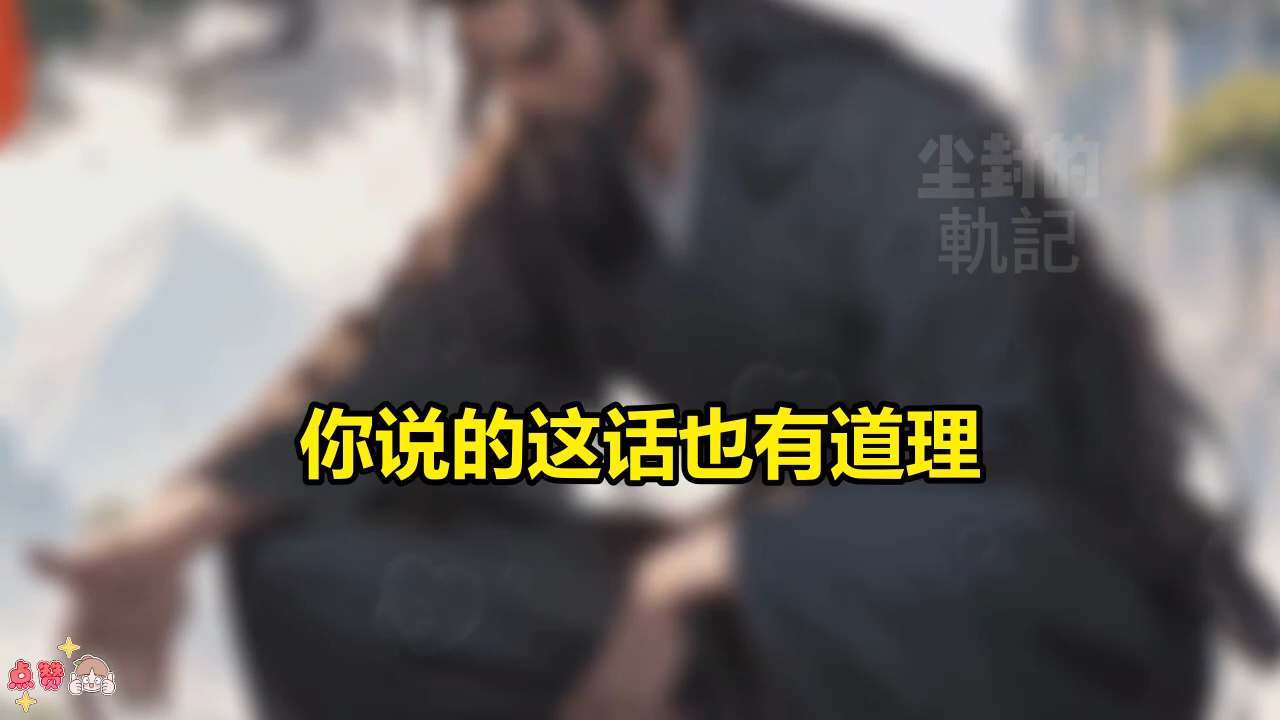 尘封的
軌記
你说的这话也有道理
点赞